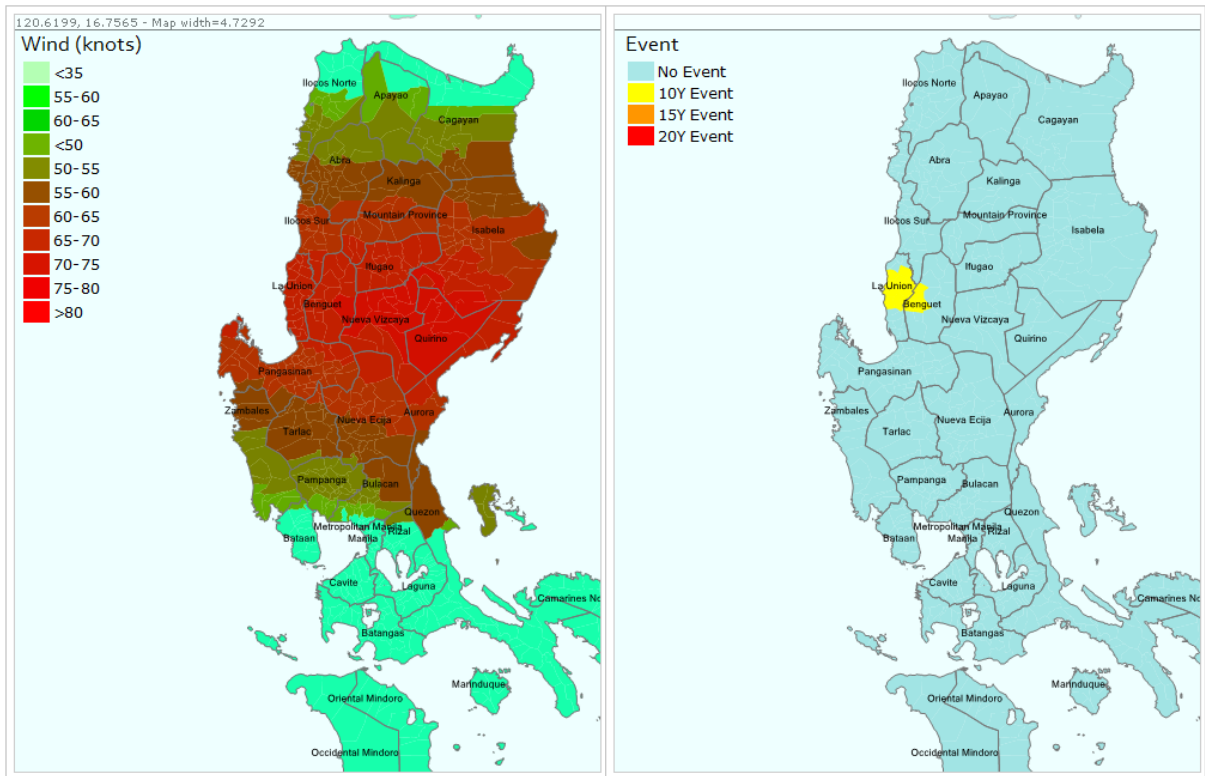 120.6199, 16.7565 - Map width=4.7292
Wind (knots)
<35
55-60
60-65
<50
50-55
55-60
60-65
65-70
70-75
75-80
>80
Ilocos Norte
Apayao
Cagayan
Abra
Kalinga
Ilocos Sur
Mountain Province
Isabela
Ifugao
La Union
Benguet
Nueva Vizcaya
Quirino
Pangasinan
Zambales
Aurora
Nueva Ecija
Tarlac
Pampanga
Bulacan
Quezon
Metropolitan Manila
Rizal
Bataan
Manila
Cavite
Laguna
Camarines No
Batangas
Marinduque
Oriental Mindoro
Occidental Mindoro
Event
No Event
10Y Event
15Y Event
20Y Event
Ilocos Norte
Apayao
Cagayan
Abra
Kalinga
Ilocos Sur
Mountain Province
Isabela
Ifugao
La Union
Benguet
Nueva Vizcaya
Quirino
Pangasinan
Zambales
Aurora
Nueva Ecija
Tarlac
Pampanga
Bulacan
Quezon
Metropolitan Manila
Rizal
Bataan
Manila
Cavite
Laguna
Camarines No
Batangas
Marinduque
Oriental Mindoro
Occidental Mindoro